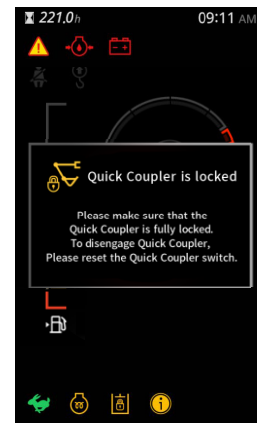 221.0h 09:11 AM
Quick Coupler is locked
Please make sure that the
Quick Coupler is fully locked.
To disengage Quick Coupler,
Please reset the Quick Coupler switch.